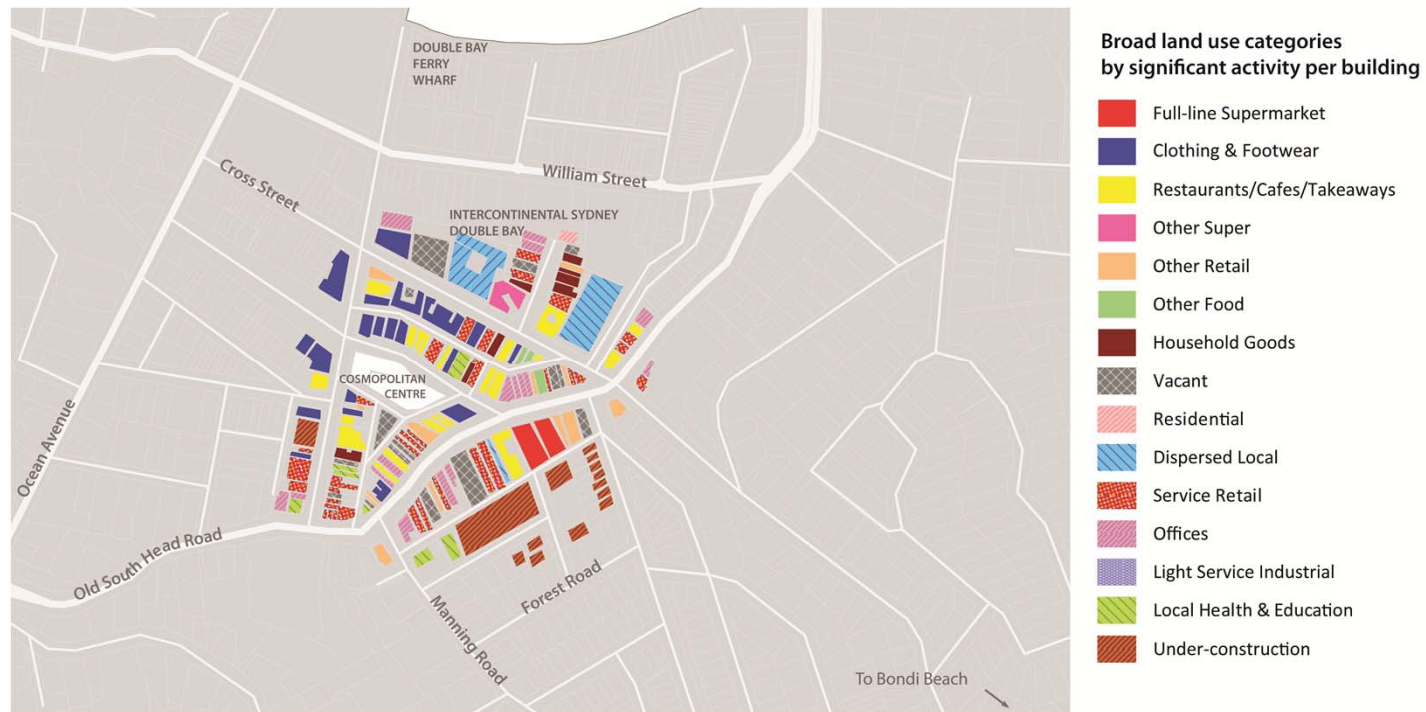 DOUBLE BAY
FERRY
WHARF
Cross Street
William Street
INTERCONTINENTAL SYDNEY
DOUBLE BAY
COSMOPOLITAN
CENTRE
Ocean Avenue
Old South Head Road
Manning Road
Forest Road
To Bondi Beach
Broad land use categories
by significant activity per building
Full-line Supermarket
Clothing & Footwear
Restaurants/Cafes/Takeaways
Other Super
Other Retail
Other Food
Household Goods
Vacant
Residential
Dispersed Local
Service Retail
Offices
Light Service Industrial
Local Health & Education
Under-construction